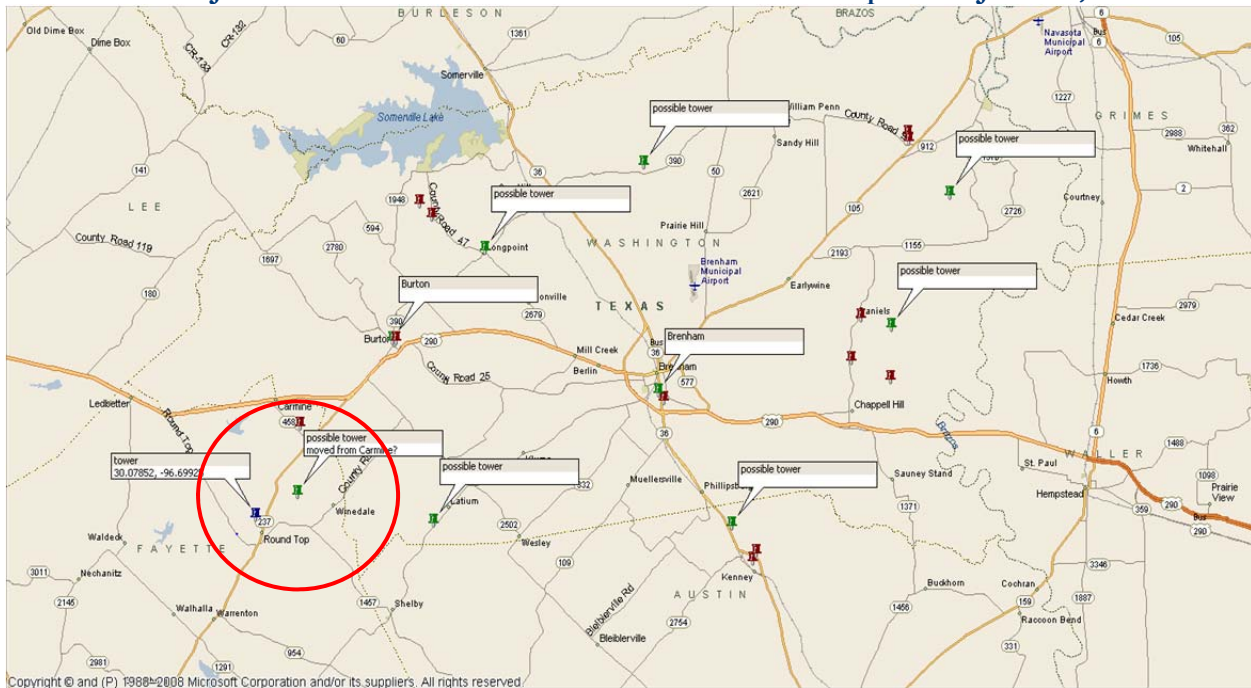 BURLESON
BRAZOS
Old Dime Box
Dime Box
CR-133
CR-132
60
1361
Somerville
Navasota
Municipal
Airport
Bus
6
6
105
1227
GRIMES
2988
362
Whitehall
Somerville Lake
possible tower
William Penn
County Road
912
Sandy Hill
390
36
50
2621
possible tower
141
LEE
1948
County Road 47
possible tower
Longpoint
594
County Road 119
2780
1697
WASHINGTON
Prairie Hill
105
2726
Courtney
2
1155
2193
Brenham
Municipal
Airport
Earlywine
possible tower
180
Burton
TEXAS
2679
390
Burton
290
Mill Creek
Berlin
Bus
36
Brenham
577
2979
Cedar Creek
County Road 25
1736
Howth
Ledbetter
Round Top
Carmine
458
possible tower
moved from Carmine?
tower
30.07852, -96.6992
possible tower
290
36
Chappell Hill
Brazos
6
1488
WALLER
1098
Latium
Muellersville
Phillipsburg
possible tower
Sauney Stand
St. Paul
Hempstead
290
Prairie
View
359
Bus
290
Winedale
237
Round Top
2502
Wesley
1371
Waldeck
FAYETTE
109
Kenney
3346
3011
Nechanitz
2145
Walhalla
Warrenton
1457
Shelby
AUSTIN
Bleiblerville Rd
2754
Bleiblerville
Buckhorn
1456
Cochran
159
Raccoon Bend
1887
331
2981
1291
954
Copyright © and (P) 1988–2008 Microsoft Corporation and/or its suppliers. All rights reserved.